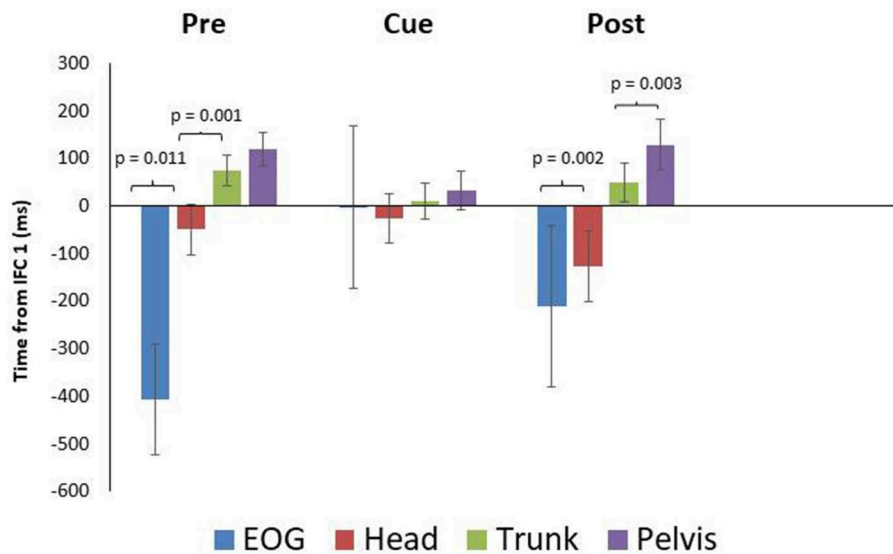 Pre Cue Post
300
200
100
0
-100
-200
-300
-400
-500
-600
Time from IFC 1 (ms)
p = 0.011
p = 0.001
p = 0.002
p = 0.003
EOG Head Trunk Pelvis